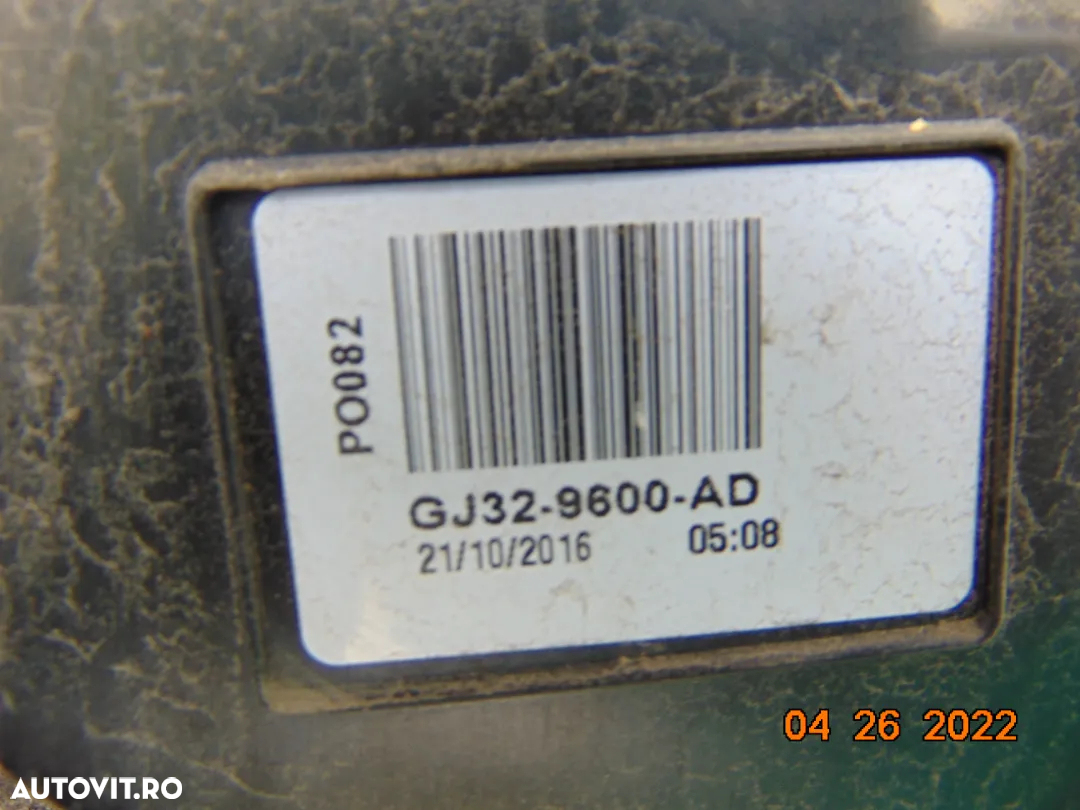 PO082
GJ32-9600-AD
21/10/2016 05:08
04 26 2022
AUTOVIT.RO